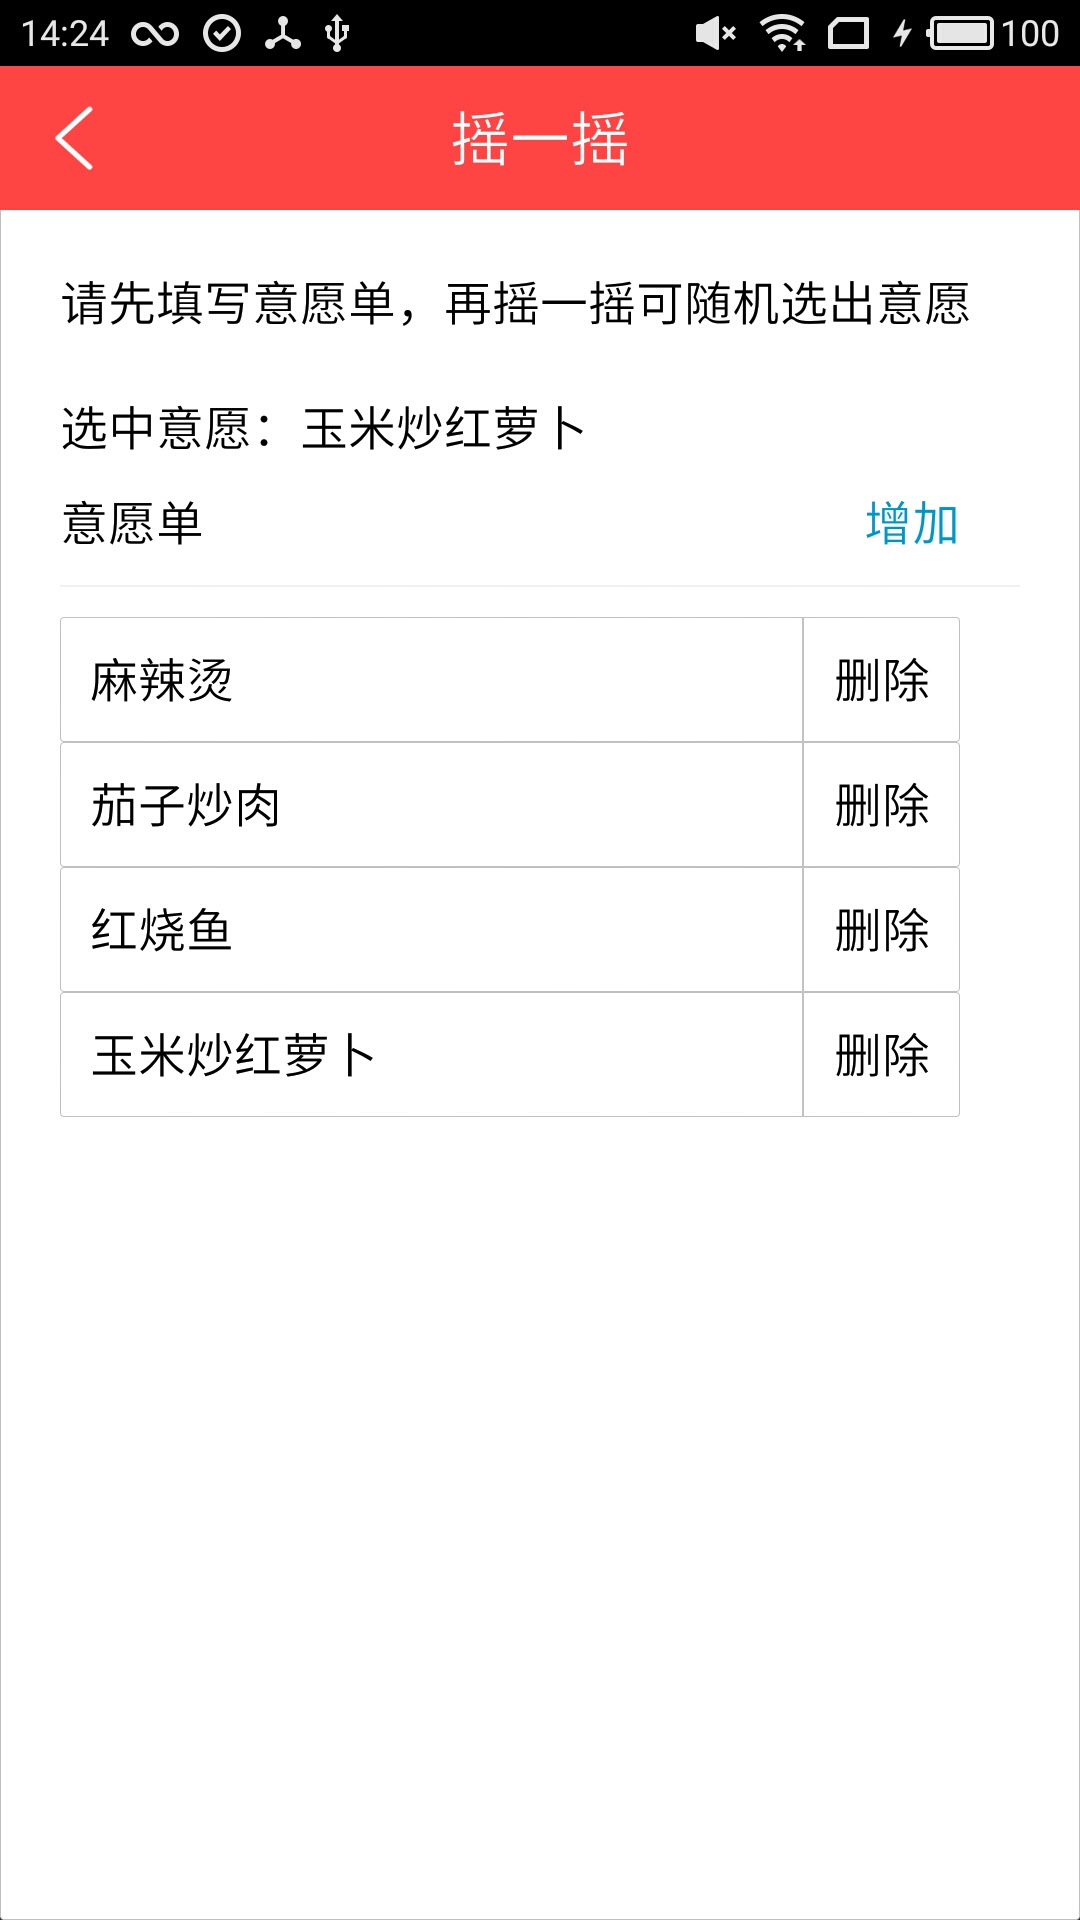 14:24
100
摇一摇
请先填写意愿单，再摇一摇可随机选出意愿
选中意愿：玉米炒红萝卜
意愿单 增加
麻辣烫 删除
茄子炒肉 删除
红烧鱼 删除
玉米炒红萝卜 删除